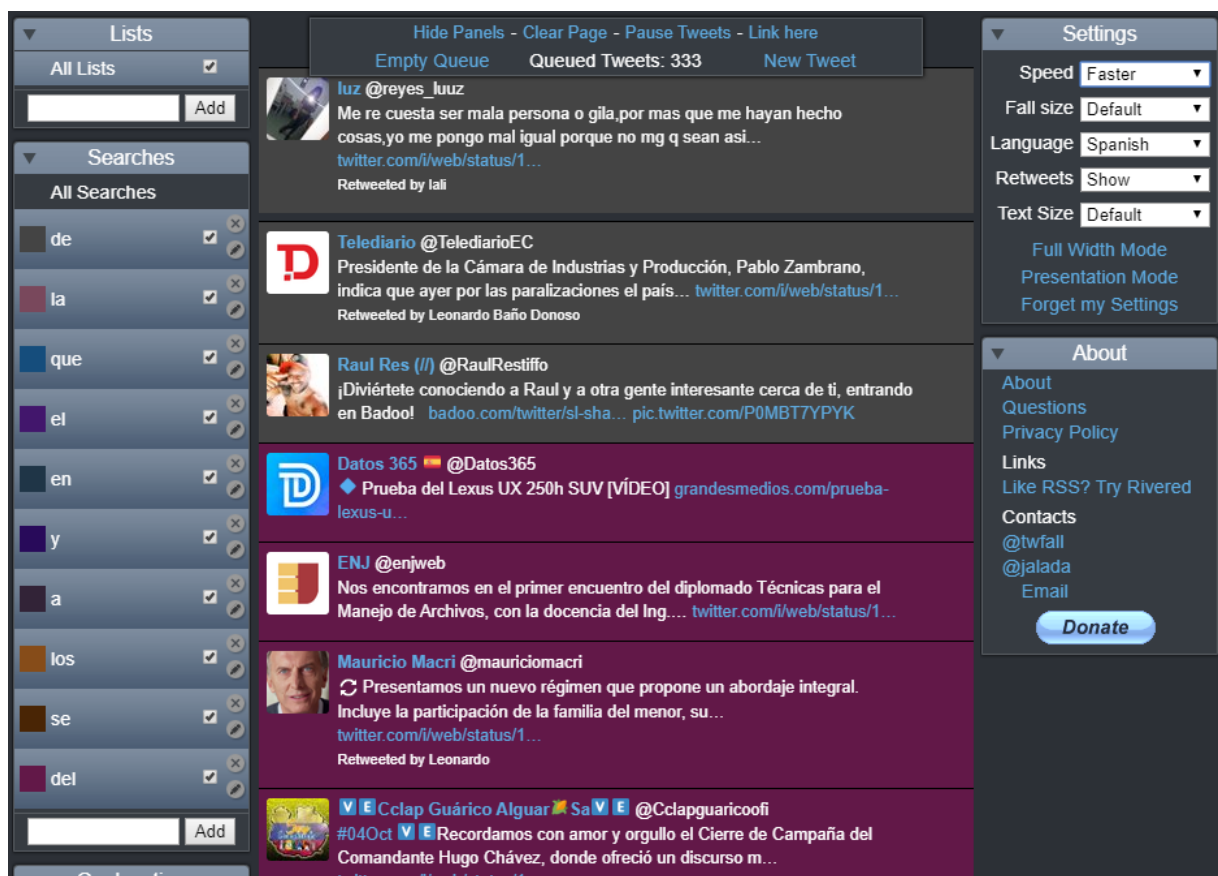 Lists
All Lists
Add
Searches
All Searches
de
la
que
el
en
y
a
los
se
del
Add
Hide Panels - Clear Page - Pause Tweets - Link here
Empty Queue Queued Tweets: 333 New Tweet
luz @reyes_luuz
Me re cuesta ser mala persona o gila,por mas que me hayan hecho
cosas,yo me pongo mal igual porque no mg q sean asi…
twitter.com/i/web/status/1…
Retweeted by lali
Telediario @TelediarioEC
Presidente de la Cámara de Industrias y Producción, Pablo Zambrano,
indica que ayer por las paralizaciones el país… twitter.com/i/web/status/1…
Retweeted by Leonardo Baño Donoso
Raul Res (//) @RaulRestiffo
¡Diviértete conociendo a Raul y a otra gente interesante cerca de ti, entrando
en Badoo! badoo.com/twitter/sl-sha… pic.twitter.com/P0MBT7YPYK
Datos 365 @Datos365
Prueba del Lexus UX 250h SUV [VÍDEO] grandesmedios.com/prueba-
lexus-u…
ENJ @enjweb
Nos encontramos en el primer encuentro del diplomado Técnicas para el
Manejo de Archivos, con la docencia del Ing.… twitter.com/i/web/status/1…
Mauricio Macri @mauriciomacri
Presentamos un nuevo régimen que propone un abordaje integral.
Incluye la participación de la familia del menor, su…
twitter.com/i/web/status/1…
Retweeted by Leonardo
V E Cclap Guárico Alguar Sa V E @Cclapguaricoofi
#04Oct V E Recordamos con amor y orgullo el Cierre de Campaña del
Comandante Hugo Chávez, donde ofreció un discurso m…
Settings
Speed Faster
Fall size Default
Language Spanish
Retweets Show
Text Size Default
Full Width Mode
Presentation Mode
Forget my Settings
About
About
Questions
Privacy Policy
Links
Like RSS? Try Rivered
Contacts
@twfall
@jalada
Email
Donate